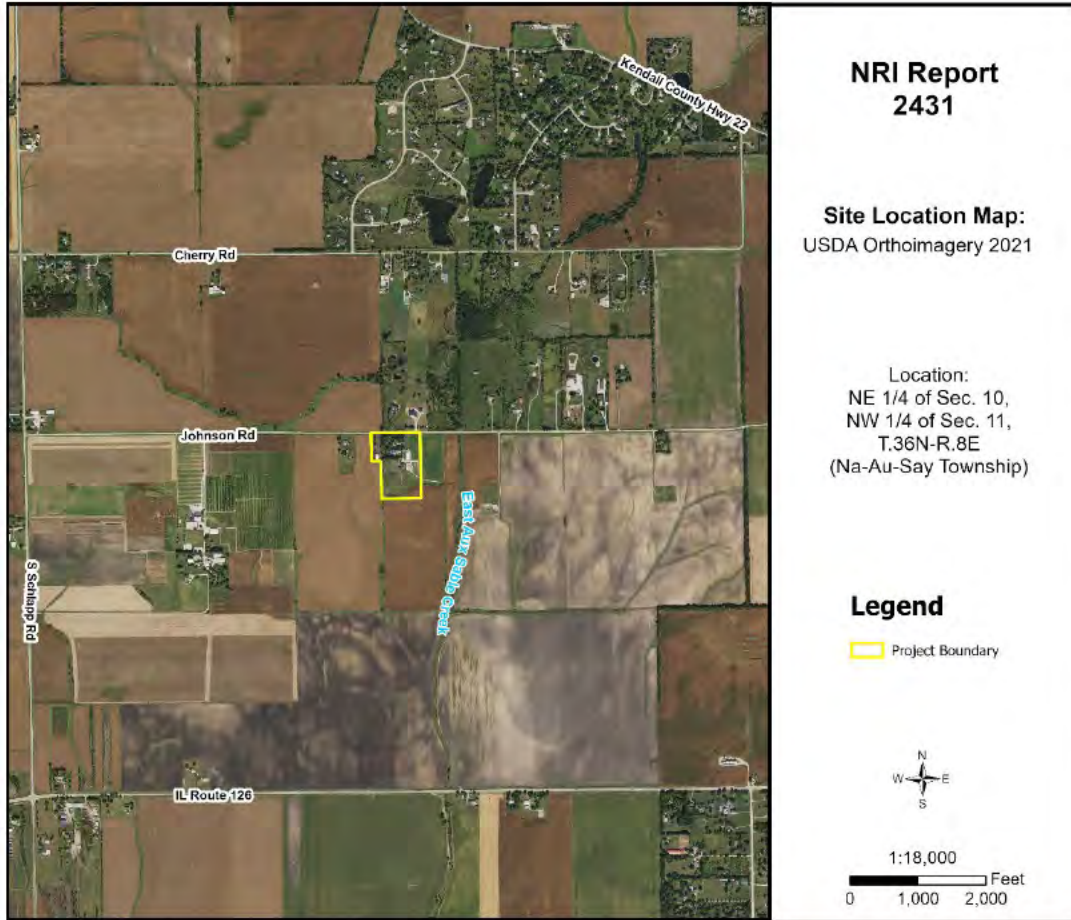 Kendall County Hwy 22
Cherry Rd
Johnson Rd
East Aux Sable Creek
S Schlapp Rd
IL Route 126
NRI Report
2431
Site Location Map:
USDA Orthoimagery 2021
Location:
NE 1/4 of Sec. 10,
NW 1/4 of Sec. 11,
T.36N-R.8E
(Na-Au-Say Township)
Legend
Project Boundary
N
W E
S
1:18,000
Feet
0 1,000 2,000